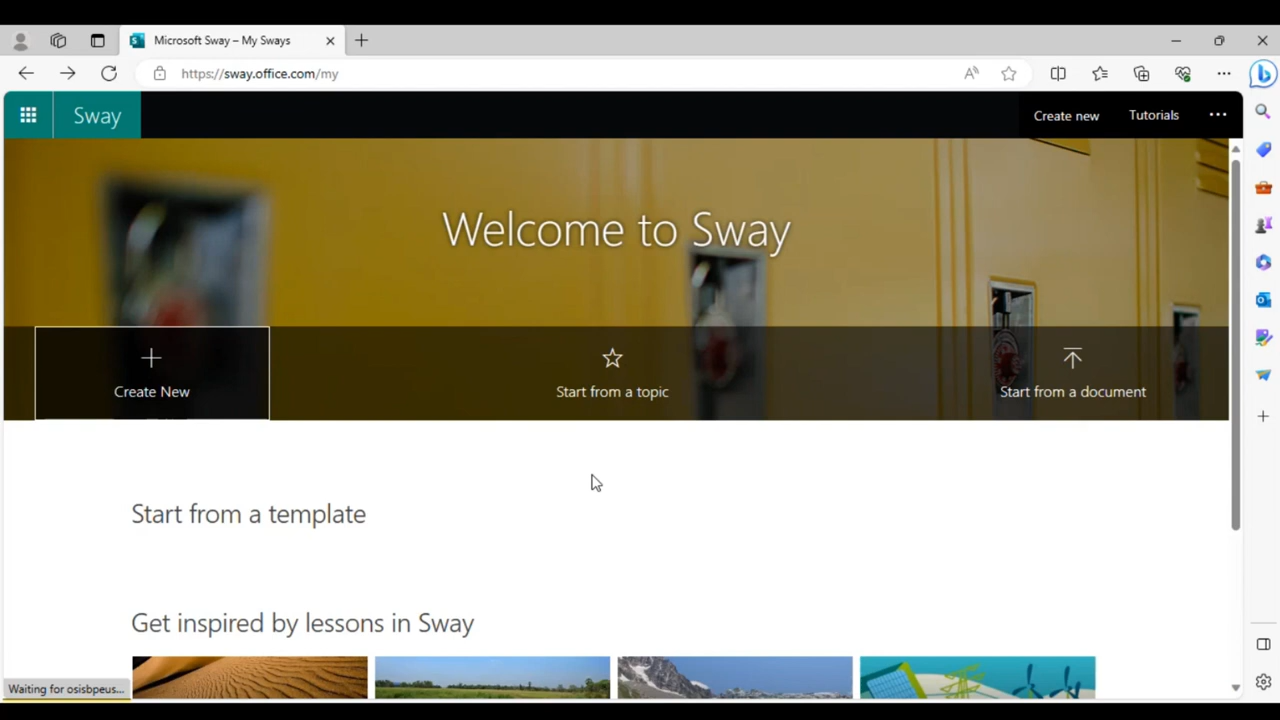 Microsoft Sway – My Sways
https://sway.office.com/my
Sway
Create new
Tutorials
Welcome to Sway
Create New
Start from a topic
Start from a document
Start from a template
Get inspired by lessons in Sway
Waiting for osisbpeus...